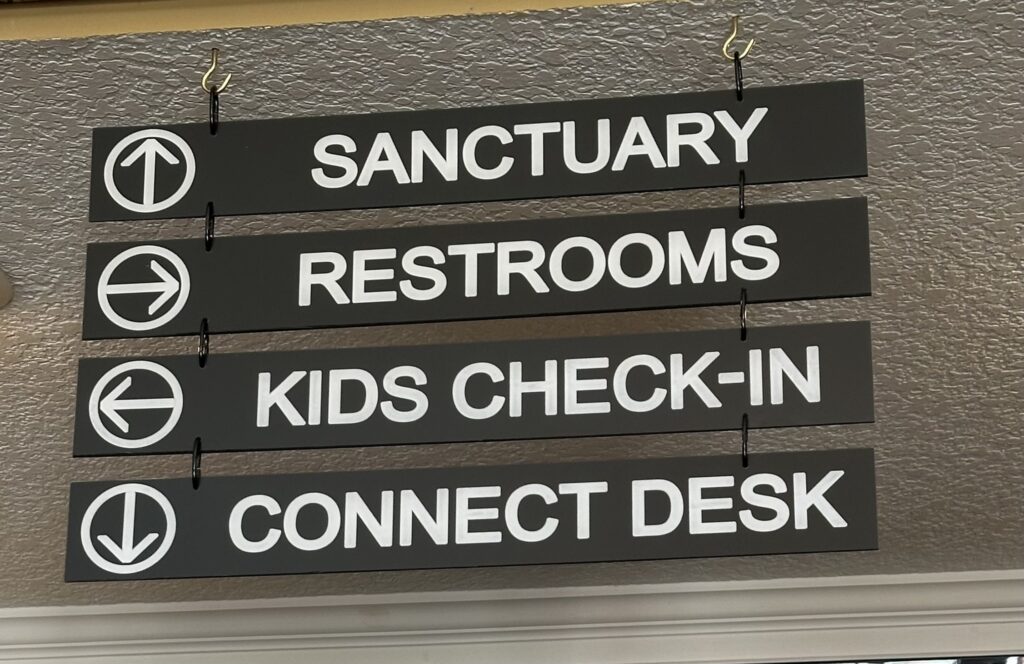 SANCTUARY
RESTROOMS
KIDS CHECK-IN
CONNECT DESK